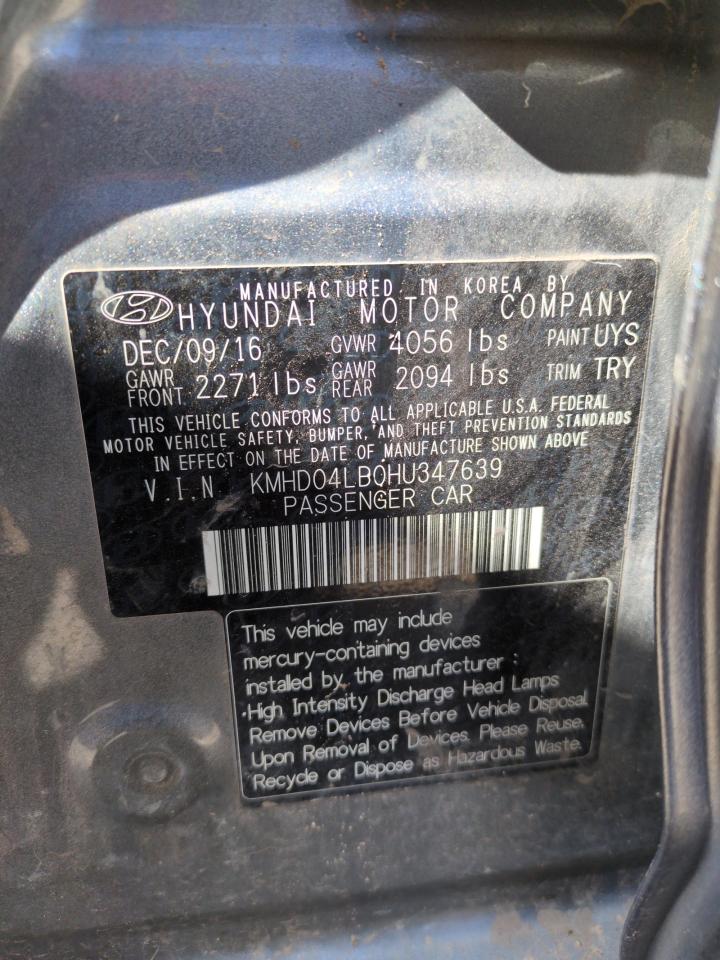 MANUFACTURED IN KOREA BY
HYUNDAI MOTOR COMPANY
DEC/09/16 GVWR 4056 lbs PAINT UYS
GAWR FRONT 2271 lbs GAWR REAR 2094 lbs TRIM TRY
THIS VEHICLE CONFORMS TO ALL APPLICABLE U.S.A. FEDERAL
MOTOR VEHICLE SAFETY, BUMPER, AND THEFT PREVENTION STANDARDS
IN EFFECT ON THE DATE OF MANUFACTURE SHOWN ABOVE
V.I.N KMHD04LB0HU347639
PASSENGER CAR
This vehicle may include
mercury-containing devices
installed by the manufacturer :
·High Intensity Discharge Head Lamps
Remove Devices Before Vehicle Disposal.
Upon Removal of Devices, Please Reuse,
Recycle or Dispose as Hazardous Waste.